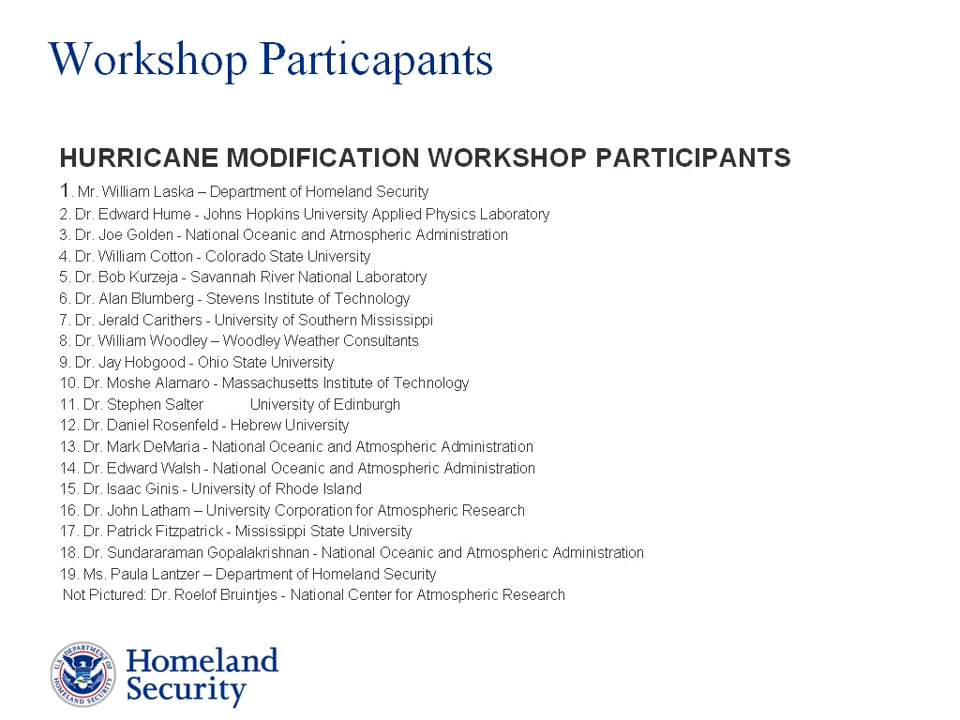 Workshop Particapants
HURRICANE MODIFICATION WORKSHOP PARTICIPANTS
1. Mr. William Laska – Department of Homeland Security
2. Dr. Edward Hume - Johns Hopkins University Applied Physics Laboratory
3. Dr. Joe Golden - National Oceanic and Atmospheric Administration
4. Dr. William Cotton - Colorado State University
5. Dr. Bob Kurzeja - Savannah River National Laboratory
6. Dr. Alan Blumberg - Stevens Institute of Technology
7. Dr. Jerald Carithers - University of Southern Mississippi
8. Dr. William Woodley – Woodley Weather Consultants
9. Dr. Jay Hobgood - Ohio State University
10. Dr. Moshe Alamaro - Massachusetts Institute of Technology
11. Dr. Stephen Salter University of Edinburgh
12. Dr. Daniel Rosenfeld - Hebrew University
13. Dr. Mark DeMaria - National Oceanic and Atmospheric Administration
14. Dr. Edward Walsh - National Oceanic and Atmospheric Administration
15. Dr. Isaac Ginis - University of Rhode Island
16. Dr. John Latham – University Corporation for Atmospheric Research
17. Dr. Patrick Fitzpatrick - Mississippi State University
18. Dr. Sundararaman Gopalakrishnan - National Oceanic and Atmospheric Administration
19. Ms. Paula Lantzer – Department of Homeland Security
Not Pictured: Dr. Roelof Bruintjes - National Center for Atmospheric Research
U.S. DEPARTMENT OF HOMELAND SECURITY
Homeland
Security